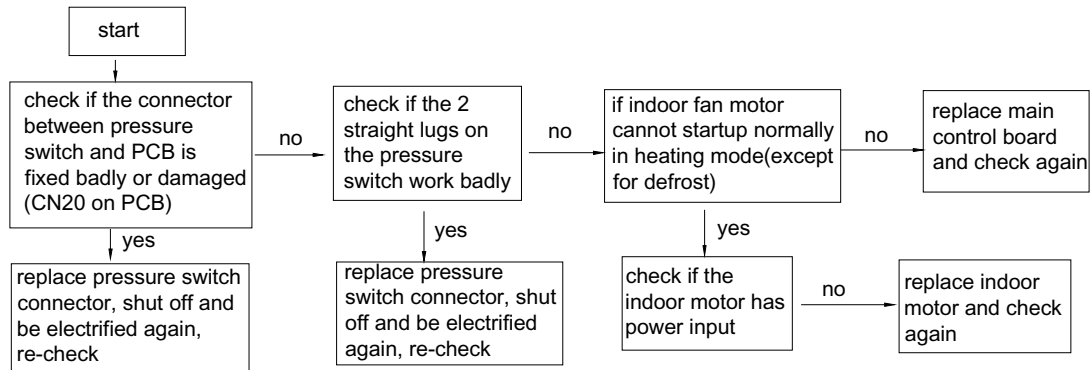 start
check if the connector
between pressure
switch and PCB is
fixed badly or damaged
(CN20 on PCB)
no
check if the 2
straight lugs on
the pressure
switch work badly
no
if indoor fan motor
cannot startup normally
in heating mode(except
for defrost)
no
replace main
control board
and check again
yes
replace pressure switch
connector, shut off and
be electrified again,
re-check
yes
replace pressure
switch connector, shut
off and be electrified
again, re-check
yes
check if the
indoor motor has
power input
no
replace indoor
motor and check
again